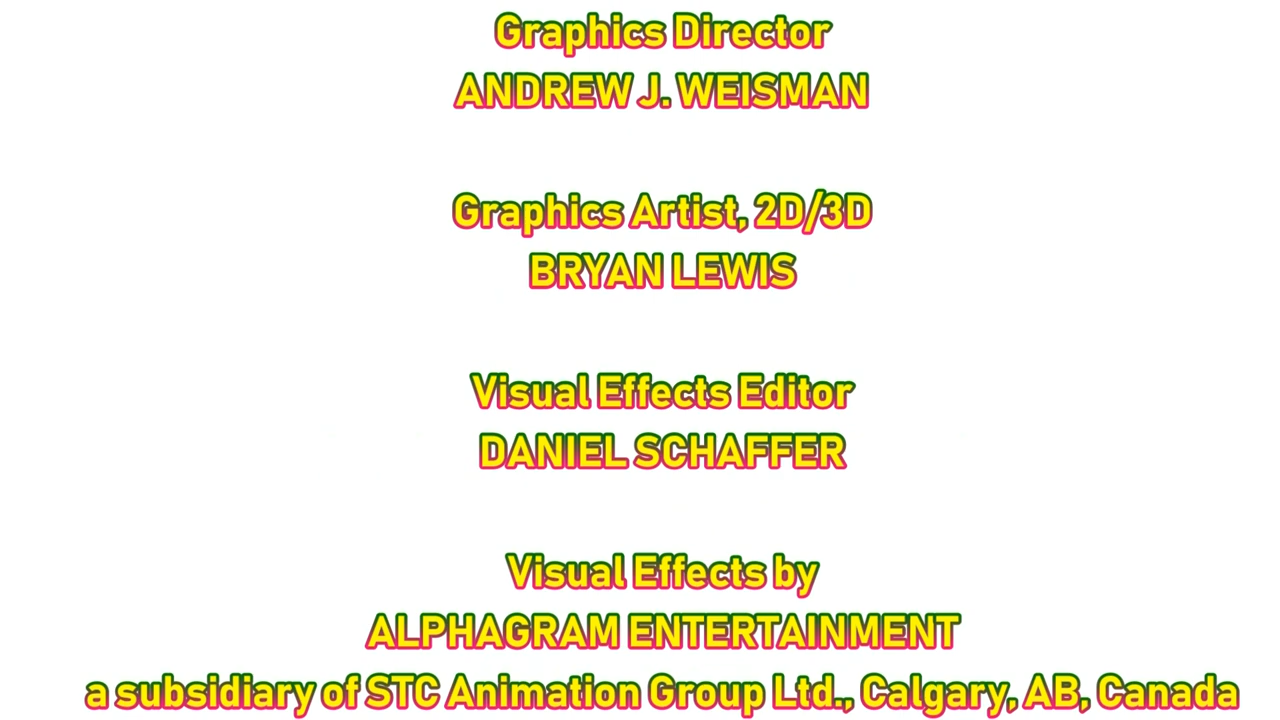 Graphics Director
ANDREW J. WEISMAN
Graphics Artist, 2D/3D
BRYAN LEWIS
Visual Effects Editor
DANIEL SCHAFFER
Visual Effects by
ALPHAGRAM ENTERTAINMENT
a subsidiary of STC Animation Group Ltd., Calgary, AB, Canada